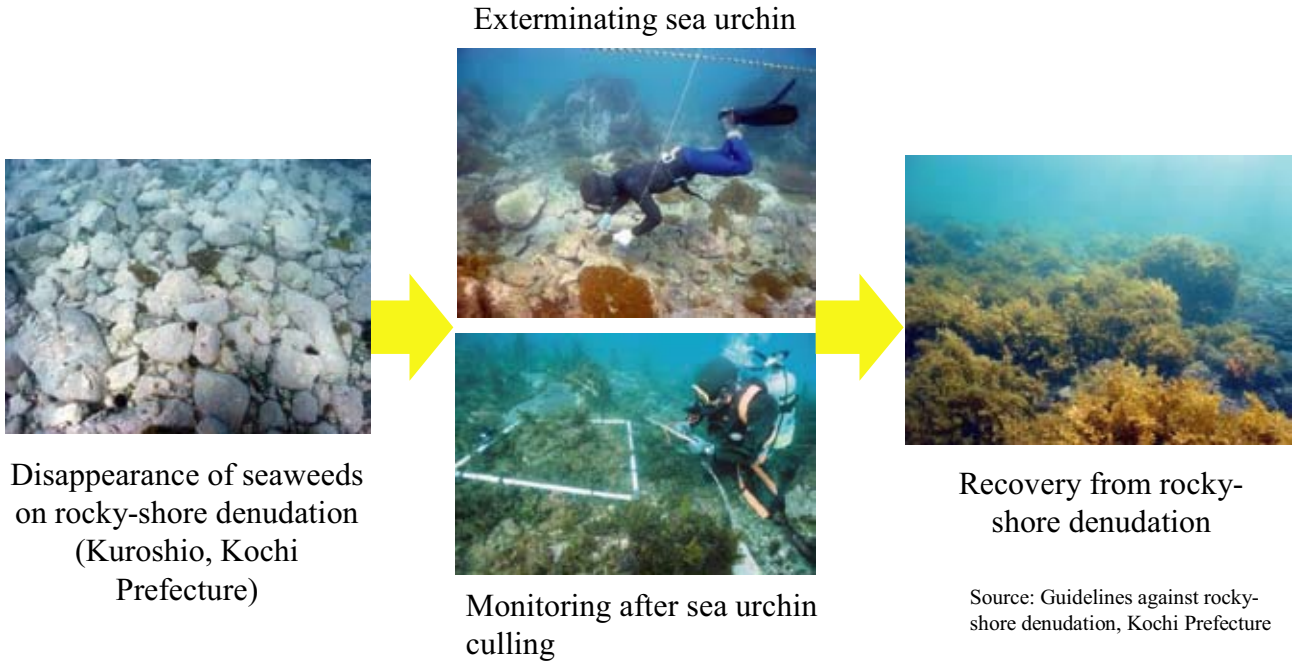 Exterminating sea urchin
Disappearance of seaweeds
on rocky-shore denudation
(Kuroshio, Kochi
Prefecture)
Monitoring after sea urchin
culling
Recovery from rocky-
shore denudation
Source: Guidelines against rocky-
shore denudation, Kochi Prefecture